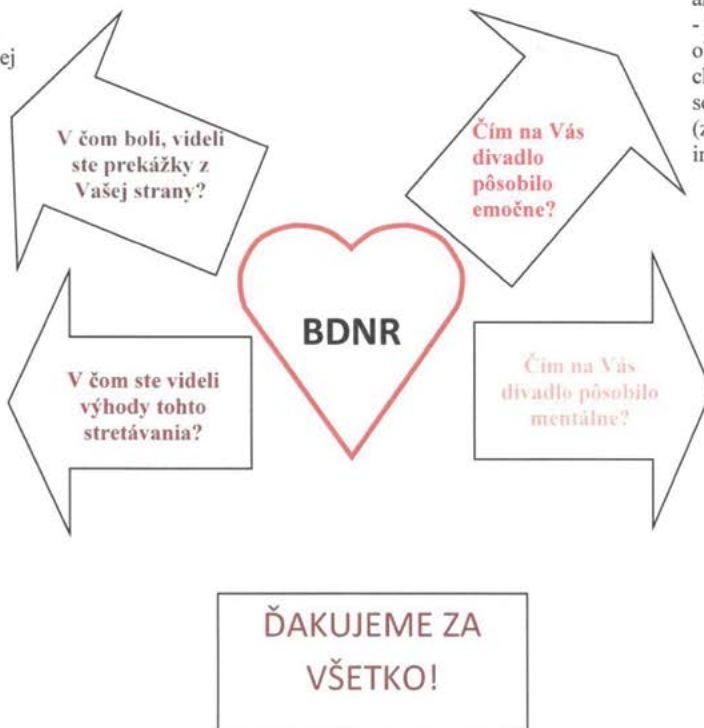 V čom boli, videli
ste prekážky z
Vašej strany?
Čím na Vás
divadlo
pôsobilo
emočne?
BDNR
V čom ste videli
výhody tohto
stretávania?
Čím na Vás
divadlo pôsobilo
mentálne?
ĎAKUJEME ZA
VŠETKO!